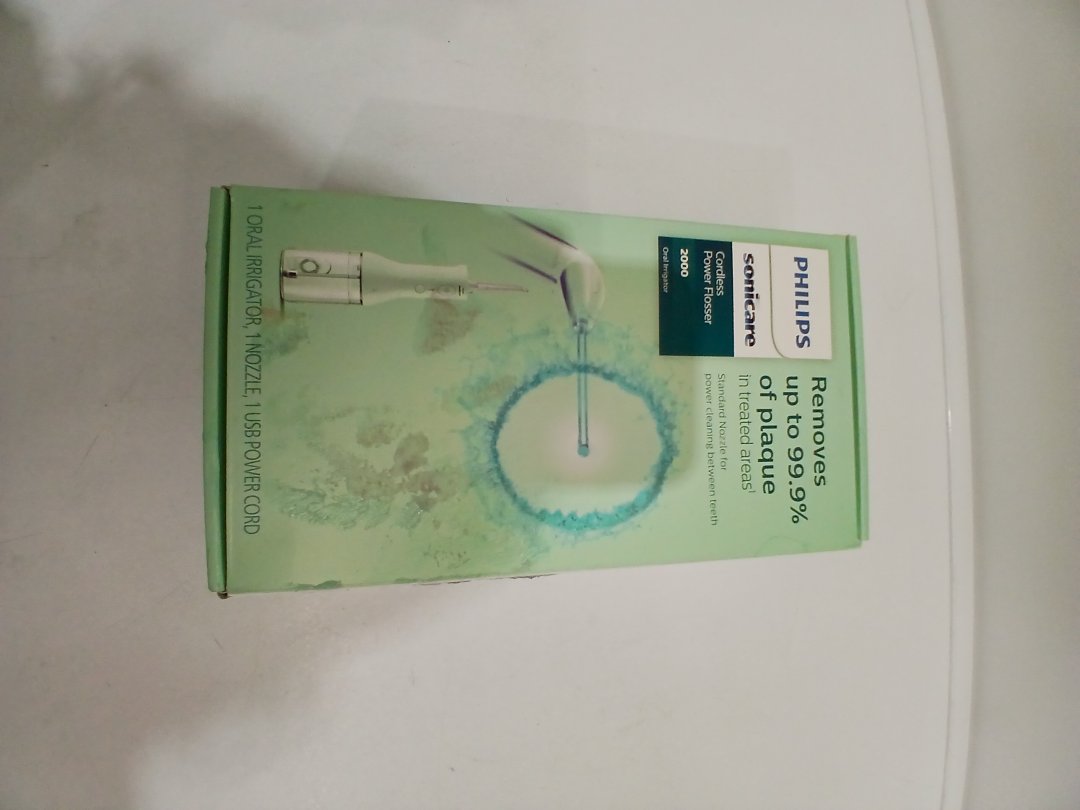 PHILIPS
sonicare
Cordless
Power Flosser
2000
Oral Irrigator
Removes
up to 99.9%
of plaque
in treated areas¹
Standard Nozzle for
power cleaning between teeth
1 ORAL IRRIGATOR, 1 NOZZLE, 1 USB POWER CORD